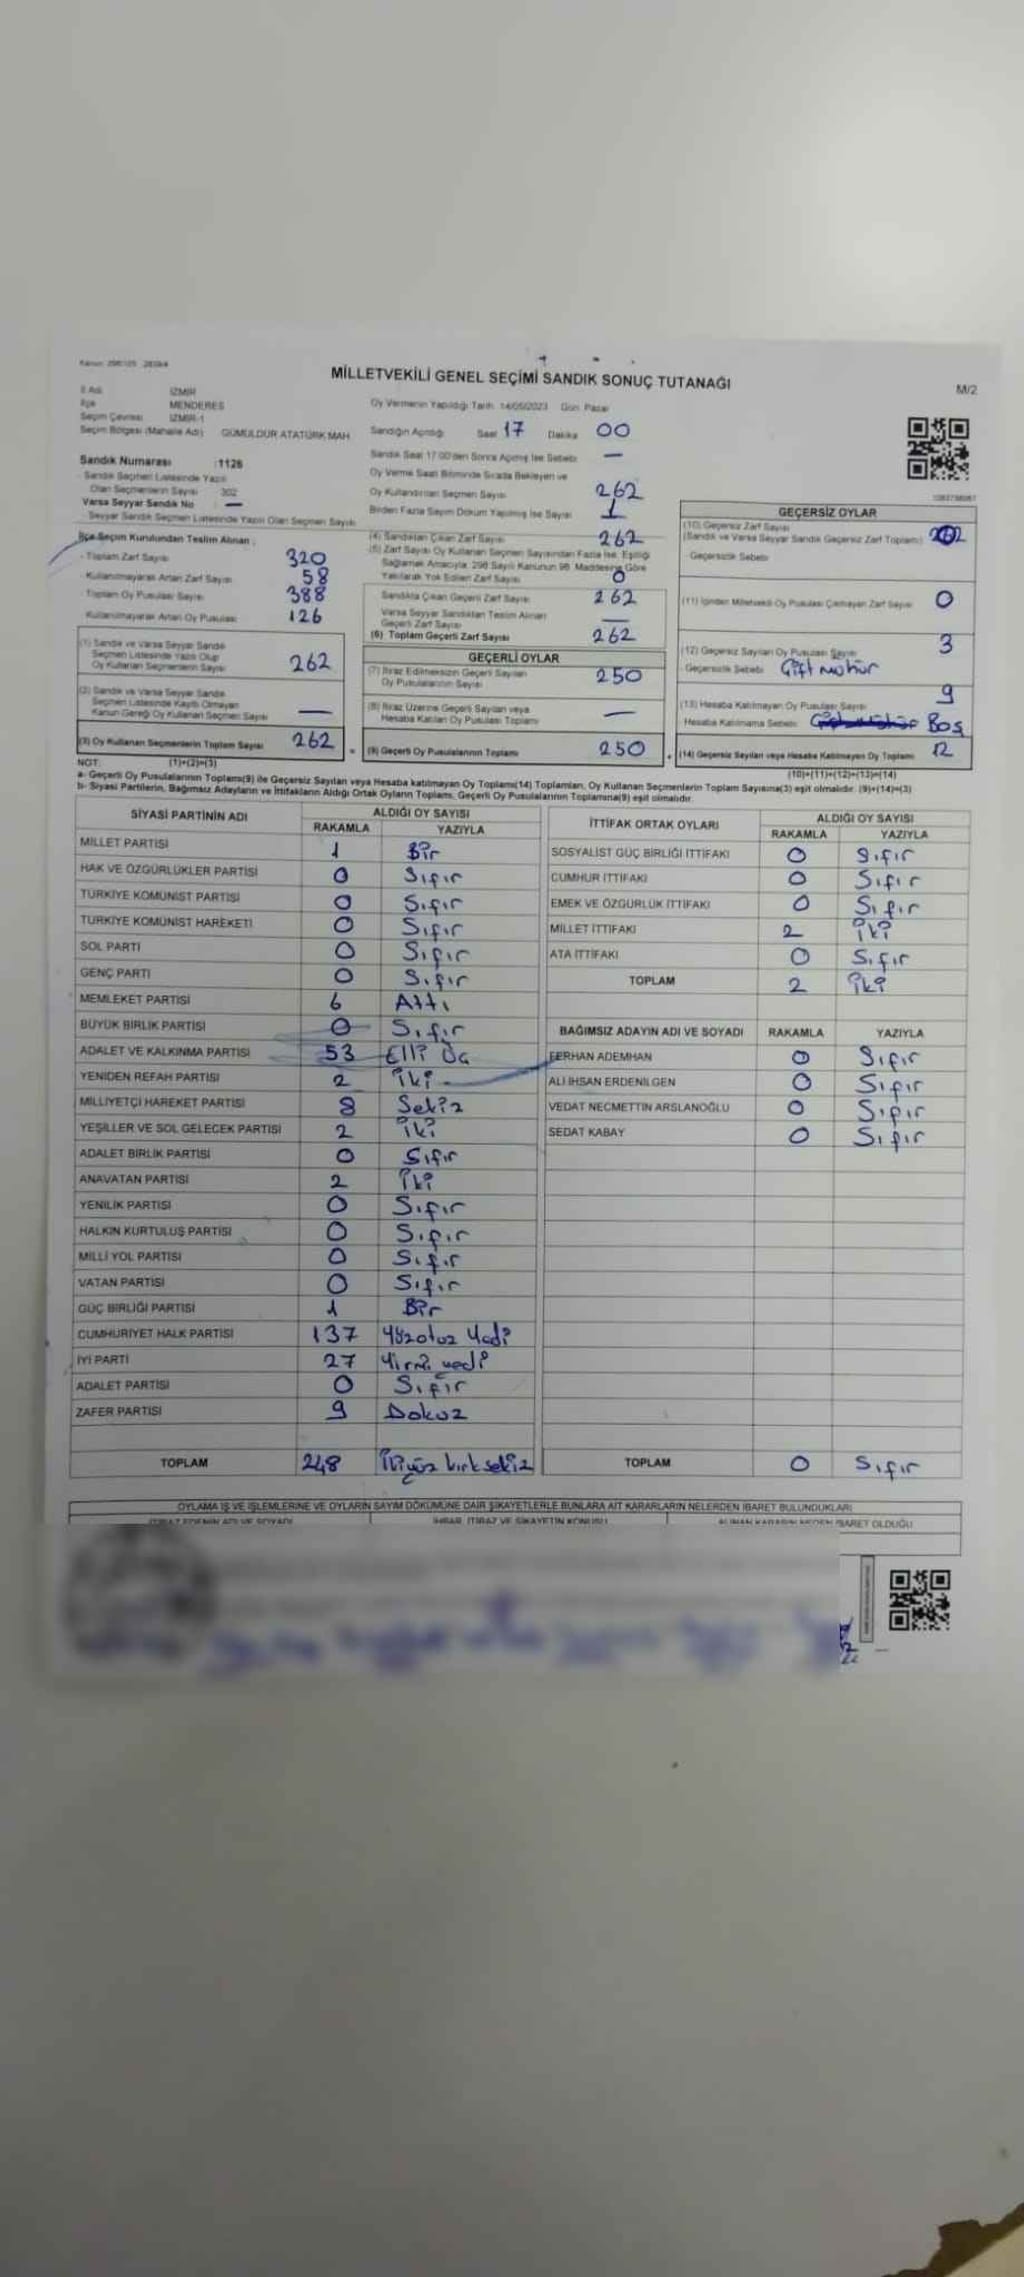 MİLLETVEKİLİ GENEL SEÇİMİ SANDIK SONUÇ TUTANAĞI
M/2
İl Adı İZMİR
İlçe MENDERES
Seçim Çevresi İZMİR-1
Seçim Bölgesi (Mahalle Adı) GÜMÜLDÜR ATATÜRK MAH
Sandık Numarası :1126
Sandık Seçmen Listesinde Yazılı
Olan Seçmenlerin Sayısı 302
Varsa Seyyar Sandık No : —
Seyyar Sandık Seçmen Listesinde Yazılı Olan Seçmen Sayısı
Oy Vermenin Yapıldığı Tarih 14/05/2023 Gün Pazar
Sandığın Açıldığı Saat 17 Dakika 00
Sandık Saat 17.00'den Sonra Açılmış İse Sebebi —
Oy Verme Saati Bitiminde Sırada Bekleyen ve
Oy Kullandırılan Seçmen Sayısı 262
Birden Fazla Sayım Döküm Yapılmış İse Sayısı 1
İlçe Seçim Kurulundan Teslim Alınan :
- Toplam Zarf Sayısı 320
- Kullanılmayarak Artan Zarf Sayısı 58
Toplam Oy Pusulası Sayısı 388
Kullanılmayarak Artan Oy Pusulası 126
(1) Sandık ve Varsa Seyyar Sandık
Seçmen Listesinde Yazılı Olup
Oy Kullanan Seçmenlerin Sayısı 262
(2) Sandık ve Varsa Seyyar Sandık
Seçmen Listesinde Kayıtlı Olmayan
Kanun Gereği Oy Kullanan Seçmen Sayısı —
(3) Oy Kullanan Seçmenlerin Toplam Sayısı 262
(1)+(2)=(3)
(4) Sandıktan Çıkan Zarf Sayısı 262
(5) Zarf Sayısı Oy Kullanan Seçmen Sayısından Fazla İse, Eşitliği
Sağlamak Amacıyla, 298 Sayılı Kanunun 98. Maddesine Göre
Yakılarak Yok Edilen Zarf Sayısı 0
Sandıkta Çıkan Geçerli Zarf Sayısı 262
Varsa Seyyar Sandıktan Teslim Alınan
Geçerli Zarf Sayısı —
(6) Toplam Geçerli Zarf Sayısı 262
GEÇERLİ OYLAR
(7) İtiraz Edilmeksizin Geçerli Sayılan
Oy Pusulalarının Sayısı 250
(8) İtiraz Üzerine Geçerli Sayılan veya
Hesaba Katılan Oy Pusulası Toplamı —
(9) Geçerli Oy Pusulalarının Toplamı 250
GEÇERSİZ OYLAR
(10) Geçersiz Zarf Sayısı
(Sandık ve Varsa Seyyar Sandık Geçersiz Zarf Toplamı)
Geçersizlik Sebebi
(11) İçinden Milletvekili Oy Pusulası Çıkmayan Zarf Sayısı 0
(12) Geçersiz Sayılan Oy Pusulası Sayısı 3
Geçersizlik Sebebi Çift mühür
(13) Hesaba Katılmayan Oy Pusulası Sayısı 9
Hesaba Katılmama Sebebi Boş
(14) Geçersiz Sayılan veya Hesaba Katılmayan Oy Toplamı 12
(10)+(11)+(12)+(13)=(14)
NOT:
a- Geçerli Oy Pusulalarının Toplamı(9) ile Geçersiz Sayılan veya Hesaba katılmayan Oy Toplamı(14) Toplamları, Oy Kullanan Seçmenlerin Toplam Sayısına(3) eşit olmalıdır. (9)+(14)=(3)
b- Siyasi Partilerin, Bağımsız Adayların ve İttifakların Aldığı Ortak Oyların Toplamı, Geçerli Oy Pusulalarının Toplamına(9) eşit olmalıdır.
SİYASİ PARTİNİN ADI ALDIĞI OY SAYISI
RAKAMLA YAZIYLA
MİLLET PARTİSİ 1 Bir
HAK VE ÖZGÜRLÜKLER PARTİSİ 0 Sıfır
TÜRKİYE KOMÜNİST PARTİSİ 0 Sıfır
TÜRKİYE KOMÜNİST HAREKETİ 0 Sıfır
SOL PARTİ 0 Sıfır
GENÇ PARTİ 0 Sıfır
MEMLEKET PARTİSİ 6 Altı
BÜYÜK BİRLİK PARTİSİ 0 Sıfır
ADALET VE KALKINMA PARTİSİ 53 Elli Üç
YENİDEN REFAH PARTİSİ 2 İki
MİLLİYETÇİ HAREKET PARTİSİ 8 Sekiz
YEŞİLLER VE SOL GELECEK PARTİSİ 2 İki
ADALET BİRLİK PARTİSİ 0 Sıfır
ANAVATAN PARTİSİ 2 İki
YENİLİK PARTİSİ 0 Sıfır
HALKIN KURTULUŞ PARTİSİ 0 Sıfır
MİLLİ YOL PARTİSİ 0 Sıfır
VATAN PARTİSİ 0 Sıfır
GÜÇ BİRLİĞİ PARTİSİ 1 Bir
CUMHURİYET HALK PARTİSİ 137 Yüzotuz Yedi
İYİ PARTİ 27 Yirmi yedi
ADALET PARTİSİ 0 Sıfır
ZAFER PARTİSİ 9 Dokuz
TOPLAM 248 İkiyüz kırk sekiz
İTTİFAK ORTAK OYLARI ALDIĞI OY SAYISI
RAKAMLA YAZIYLA
SOSYALİST GÜÇ BİRLİĞİ İTTİFAKI 0 Sıfır
CUMHUR İTTİFAKI 0 Sıfır
EMEK VE ÖZGÜRLÜK İTTİFAKI 0 Sıfır
MİLLET İTTİFAKI 2 İki
ATA İTTİFAKI 0 Sıfır
TOPLAM 2 İki
BAĞIMSIZ ADAYIN ADI VE SOYADI RAKAMLA YAZIYLA
FERHAN ADEMHAN 0 Sıfır
ALİ İHSAN ERDENİLGEN 0 Sıfır
VEDAT NECMETTİN ARSLANOĞLU 0 Sıfır
SEDAT KABAY 0 Sıfır
TOPLAM 0 Sıfır
OYLAMA İŞ VE İŞLEMLERİNE VE OYLARIN SAYIM DÖKÜMÜNE DAİR ŞİKAYETLERLE BUNLARA AİT KARARLARIN NELERDEN İBARET BULUNDUKLARI
İTİRAZ EDENİN ADI VE SOYADI İHBAR, İTİRAZ VE ŞİKAYETİN KONUSU ALINAN KARARIN NEDEN İBARET OLDUĞU